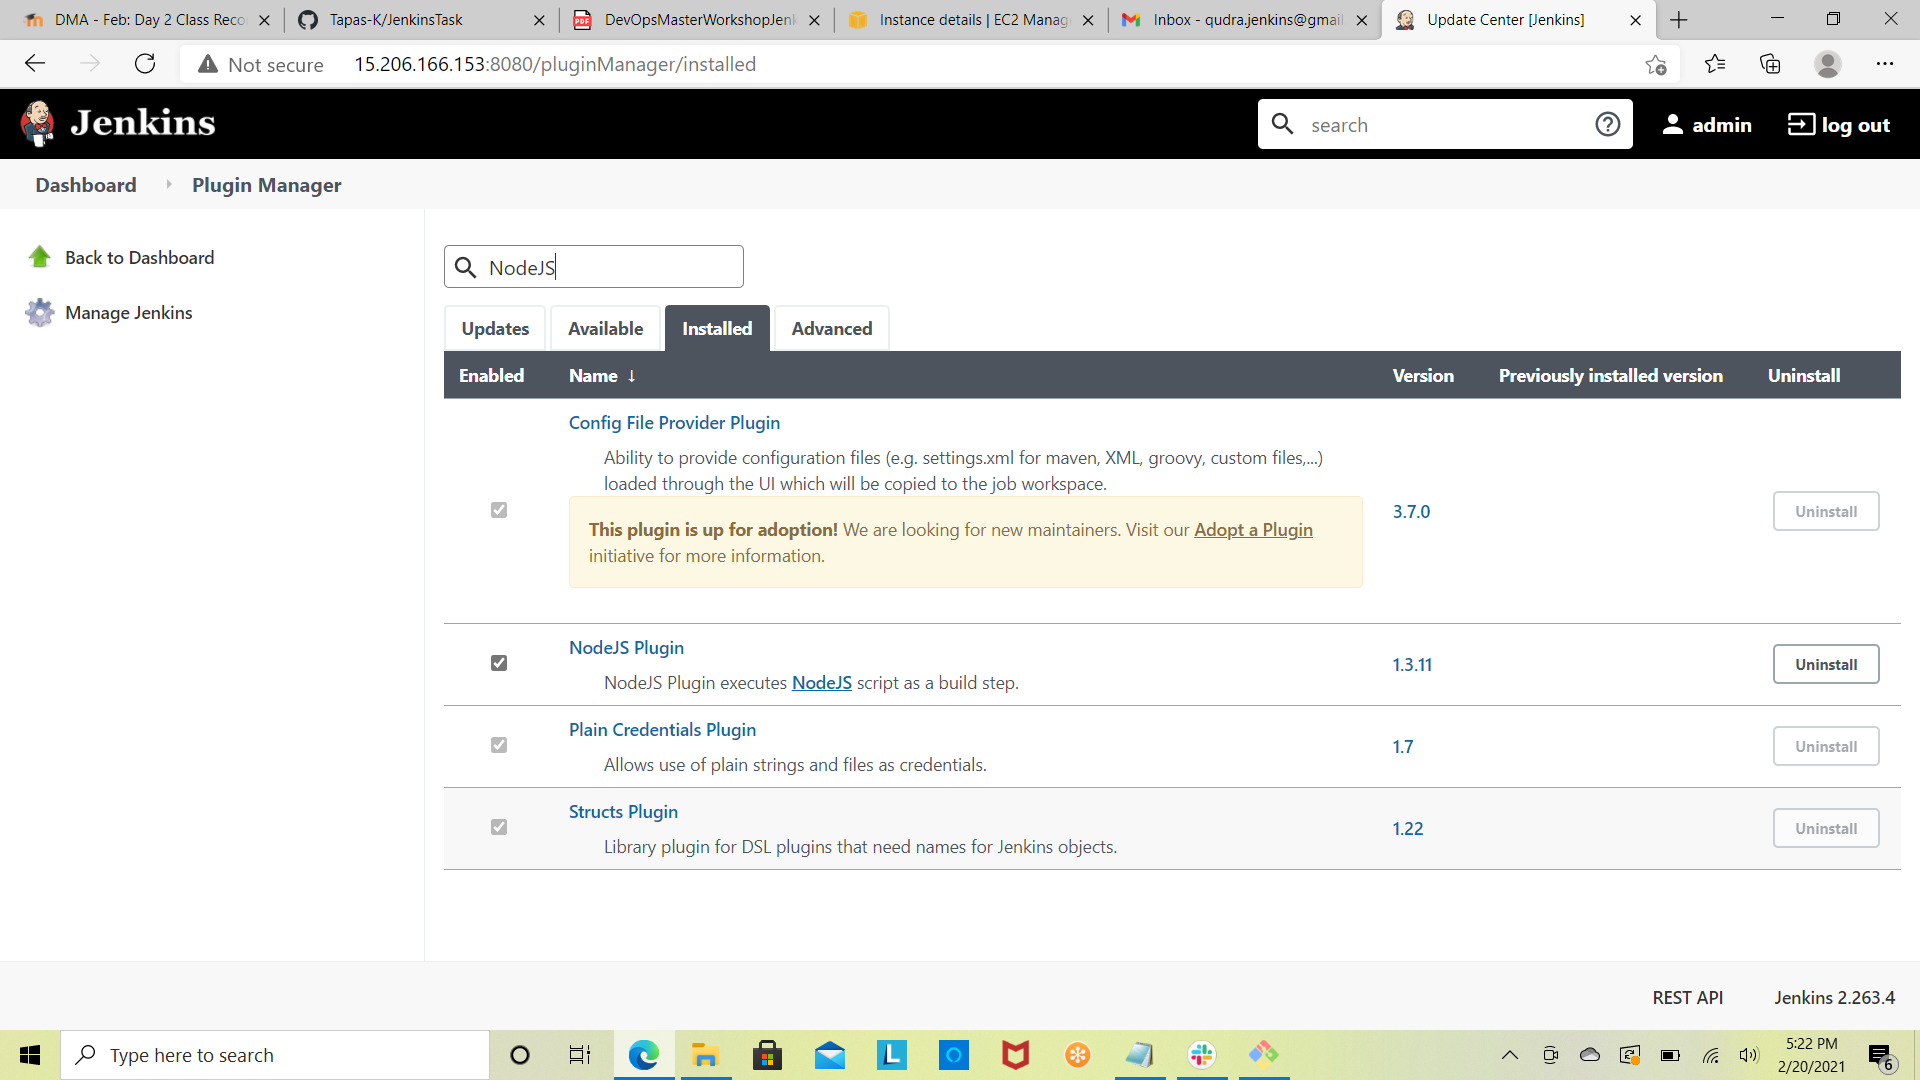 DMA - Feb: Day 2 Class Reco
Tapas-K/JenkinsTask
DevOpsMasterWorkshopJenk
Instance details | EC2 Manag
Inbox - qudra.jenkins@gmail
Update Center [Jenkins]
Not secure
15.206.166.153:8080/pluginManager/installed
Jenkins
search
admin
log out
Dashboard
Plugin Manager
Back to Dashboard
Manage Jenkins
NodeJS
Updates
Available
Installed
Advanced
Enabled
Name ↓
Version
Previously installed version
Uninstall
Config File Provider Plugin
Ability to provide configuration files (e.g. settings.xml for maven, XML, groovy, custom files,...)
loaded through the UI which will be copied to the job workspace.
This plugin is up for adoption! We are looking for new maintainers. Visit our Adopt a Plugin
initiative for more information.
3.7.0
Uninstall
NodeJS Plugin
NodeJS Plugin executes NodeJS script as a build step.
1.3.11
Uninstall
Plain Credentials Plugin
Allows use of plain strings and files as credentials.
1.7
Uninstall
Structs Plugin
Library plugin for DSL plugins that need names for Jenkins objects.
1.22
Uninstall
REST API
Jenkins 2.263.4
Type here to search
5:22 PM
2/20/2021
6